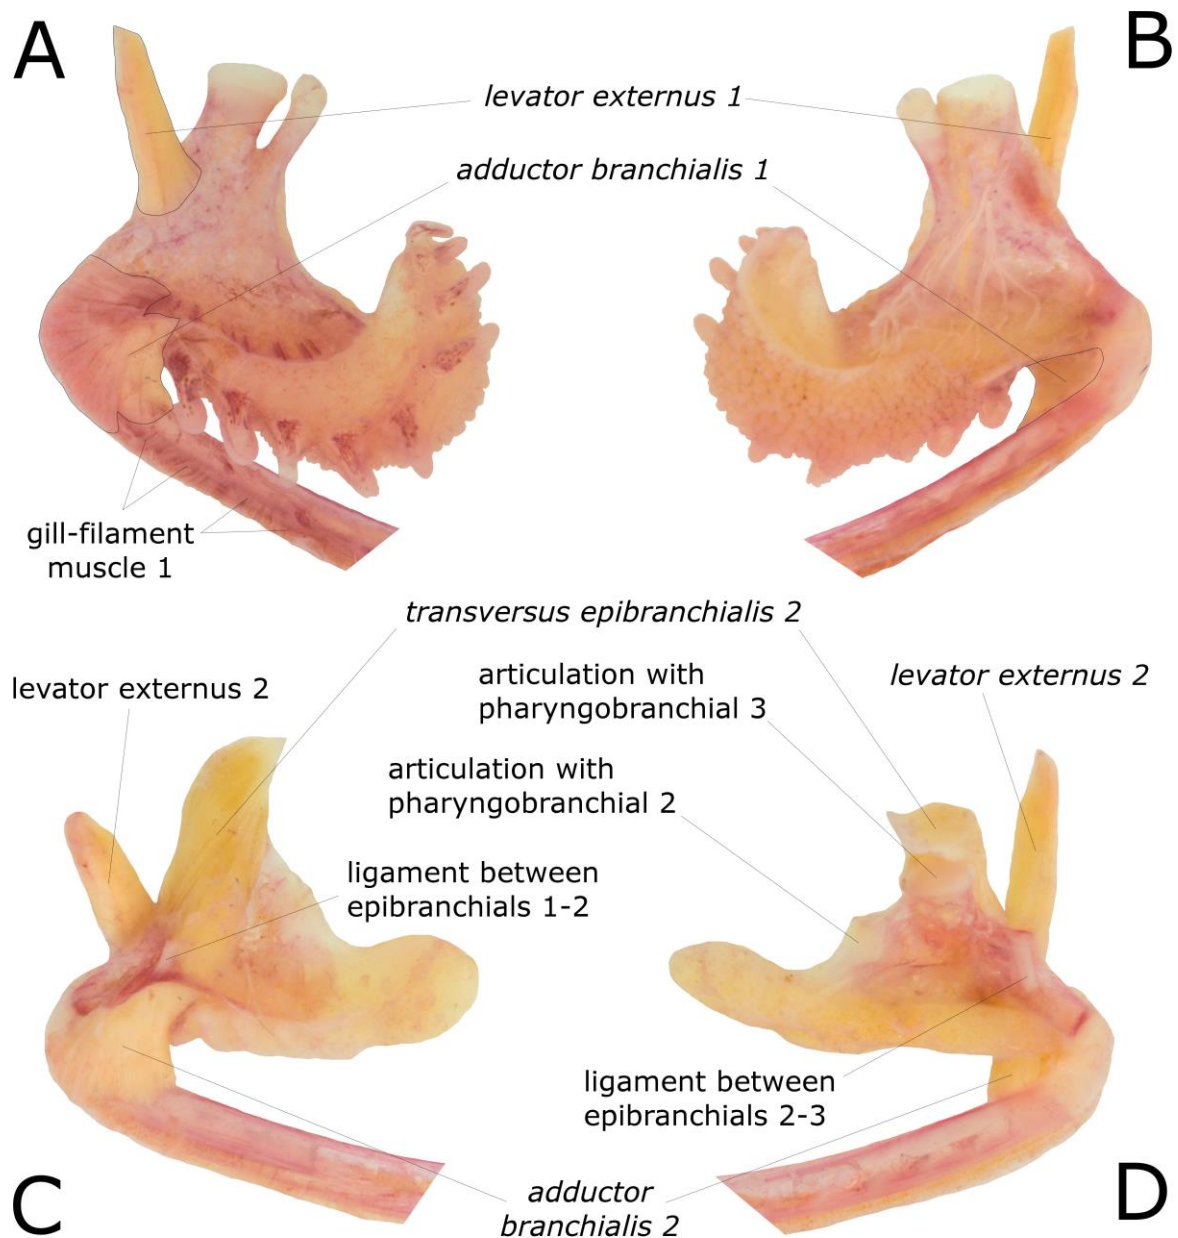 A
B
levator externus 1
adductor branchialis 1
gill-filament
muscle 1
transversus epibranchialis 2
levator externus 2
articulation with
pharyngobranchial 3
levator externus 2
articulation with
pharyngobranchial 2
ligament between
epibranchials 1-2
ligament between
epibranchials 2-3
C
adductor
branchialis 2
D